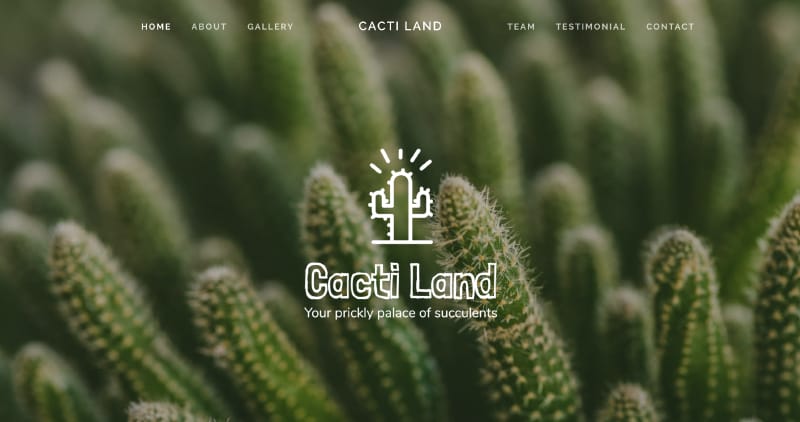 HOME ABOUT GALLERY CACTI LAND TEAM TESTIMONIAL CONTACT
Cacti Land
Your prickly palace of succulents